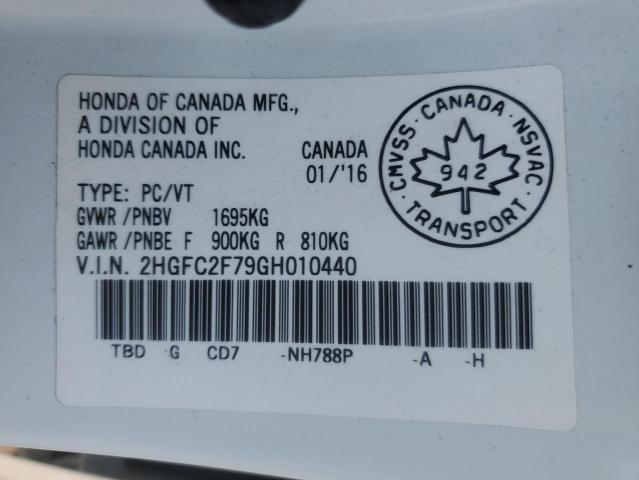 HONDA OF CANADA MFG.,
A DIVISION OF
HONDA CANADA INC.
CANADA
01/'16
TYPE: PC/VT
GVWR /PNBV 1695KG
GAWR /PNBE F 900KG R 810KG
V.I.N. 2HGFC2F79GH010440
TBD G CD7 -NH788P -A -H
CMVSS · CANADA · NSVAC
942
· TRANSPORT ·